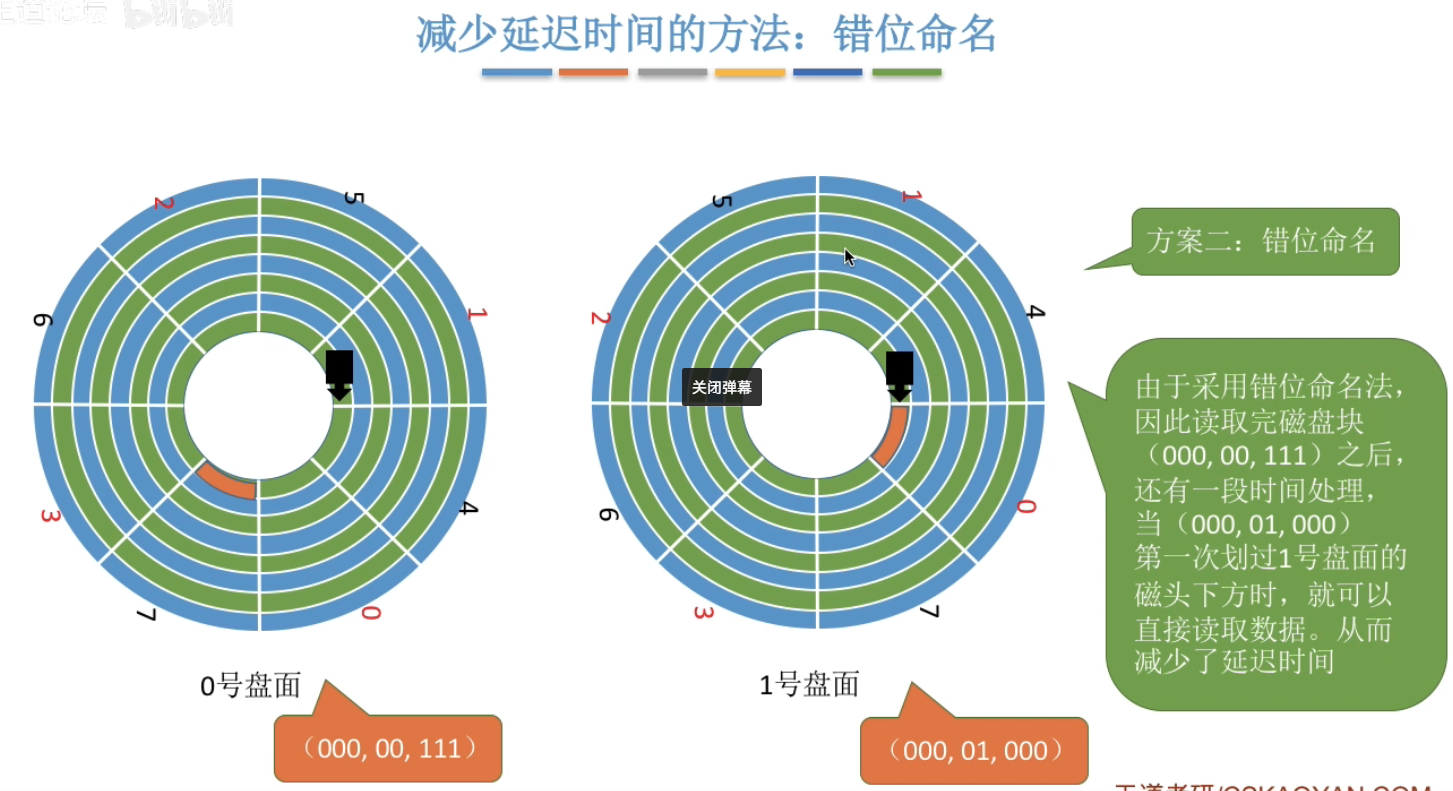 减少延迟时间的方法：错位命名
2
5
6
1
3
4
7
0
0号盘面
（000, 00, 111）
5
1
2
4
关闭弹幕
6
0
3
7
1号盘面
（000, 01, 000）
方案二：错位命名
由于采用错位命名法，
因此读取完磁盘块
（000, 00, 111）之后，
还有一段时间处理，
当（000, 01, 000）
第一次划过1号盘面的
磁头下方时，就可以
直接读取数据。从而
减少了延迟时间